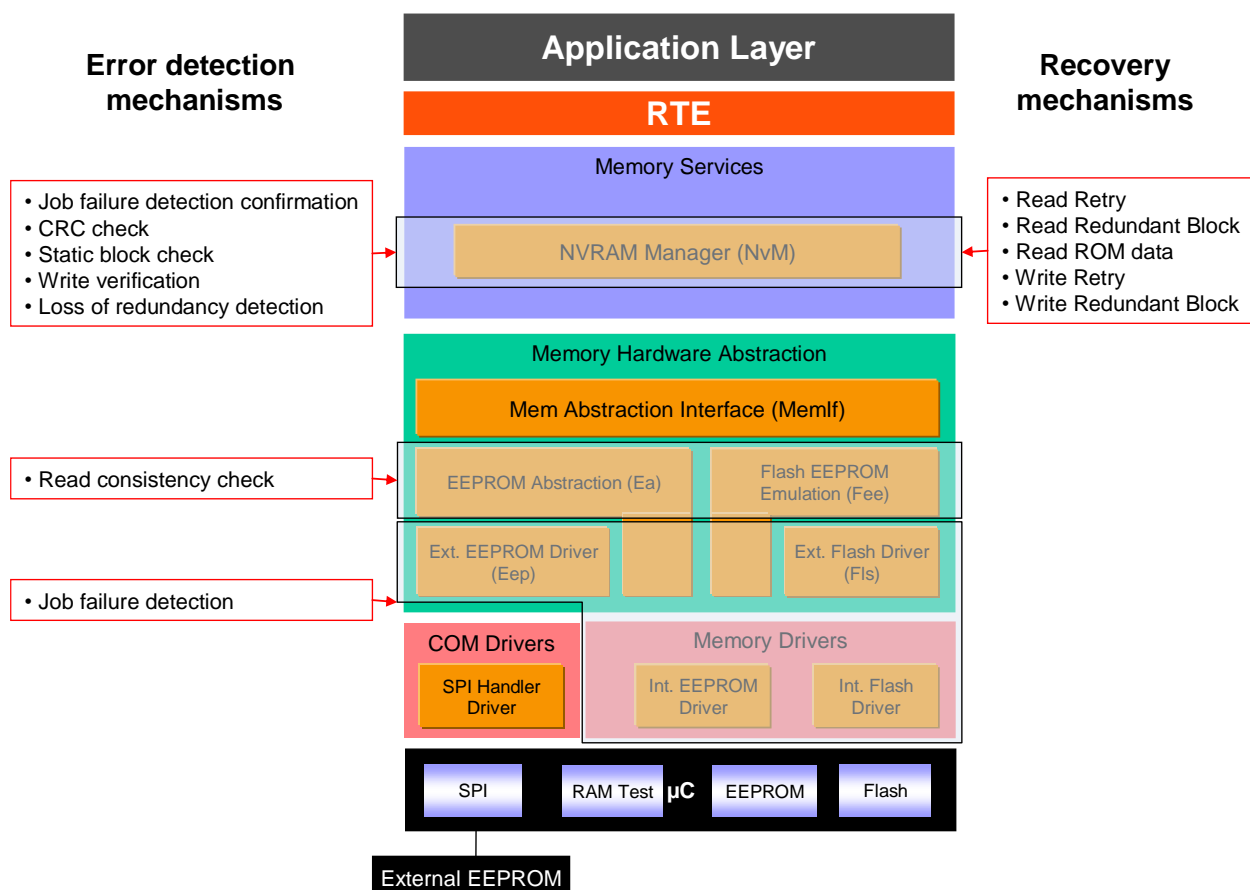 Application Layer
Error detection
mechanisms
Recovery
mechanisms
RTE
Memory Services
• Job failure detection confirmation
• CRC check
• Static block check
• Write verification
• Loss of redundancy detection
NVRAM Manager (NvM)
• Read Retry
• Read Redundant Block
• Read ROM data
• Write Retry
• Write Redundant Block
Memory Hardware Abstraction
Mem Abstraction Interface (MemIf)
• Read consistency check
EEPROM Abstraction (Ea)
Flash EEPROM
Emulation (Fee)
Ext. EEPROM Driver
(Eep)
Ext. Flash Driver
(Fls)
• Job failure detection
COM Drivers
Memory Drivers
SPI Handler
Driver
Int. EEPROM
Driver
Int. Flash
Driver
SPI
RAM Test
µC
EEPROM
Flash
External EEPROM